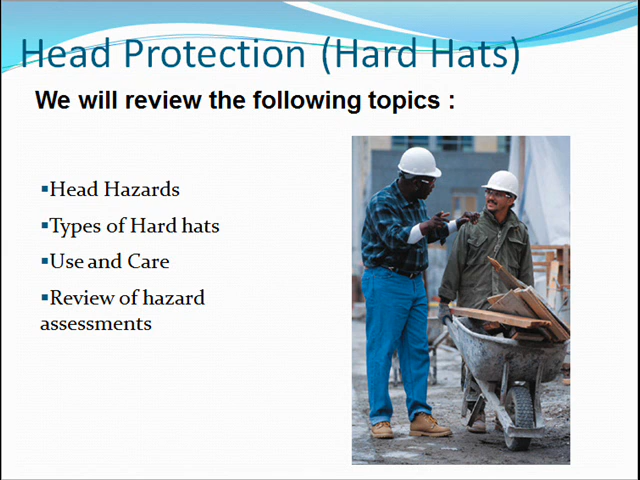 Head Protection (Hard Hats)
We will review the following topics :
▪Head Hazards
▪Types of Hard hats
▪Use and Care
▪Review of hazard
assessments